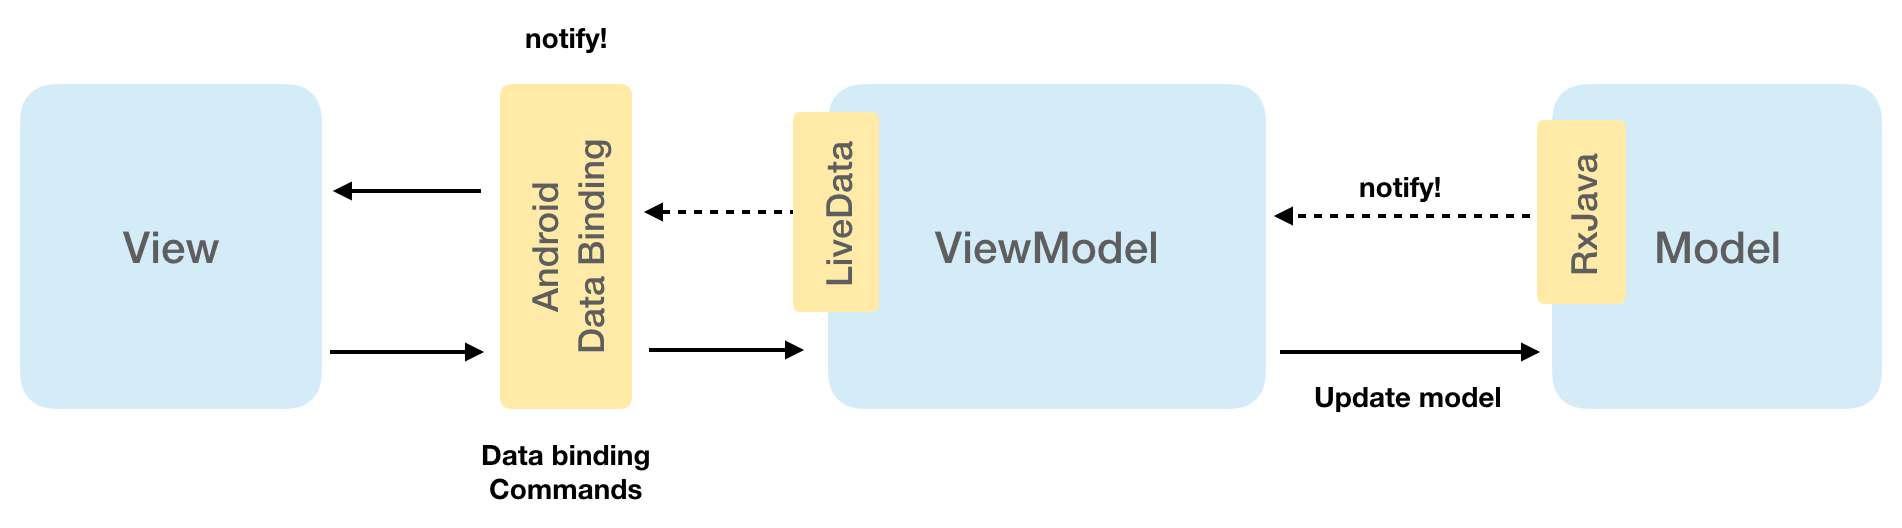 notify!
View
Android
Data Binding
LiveData
ViewModel
notify!
RxJava
Model
Update model
Data binding
Commands